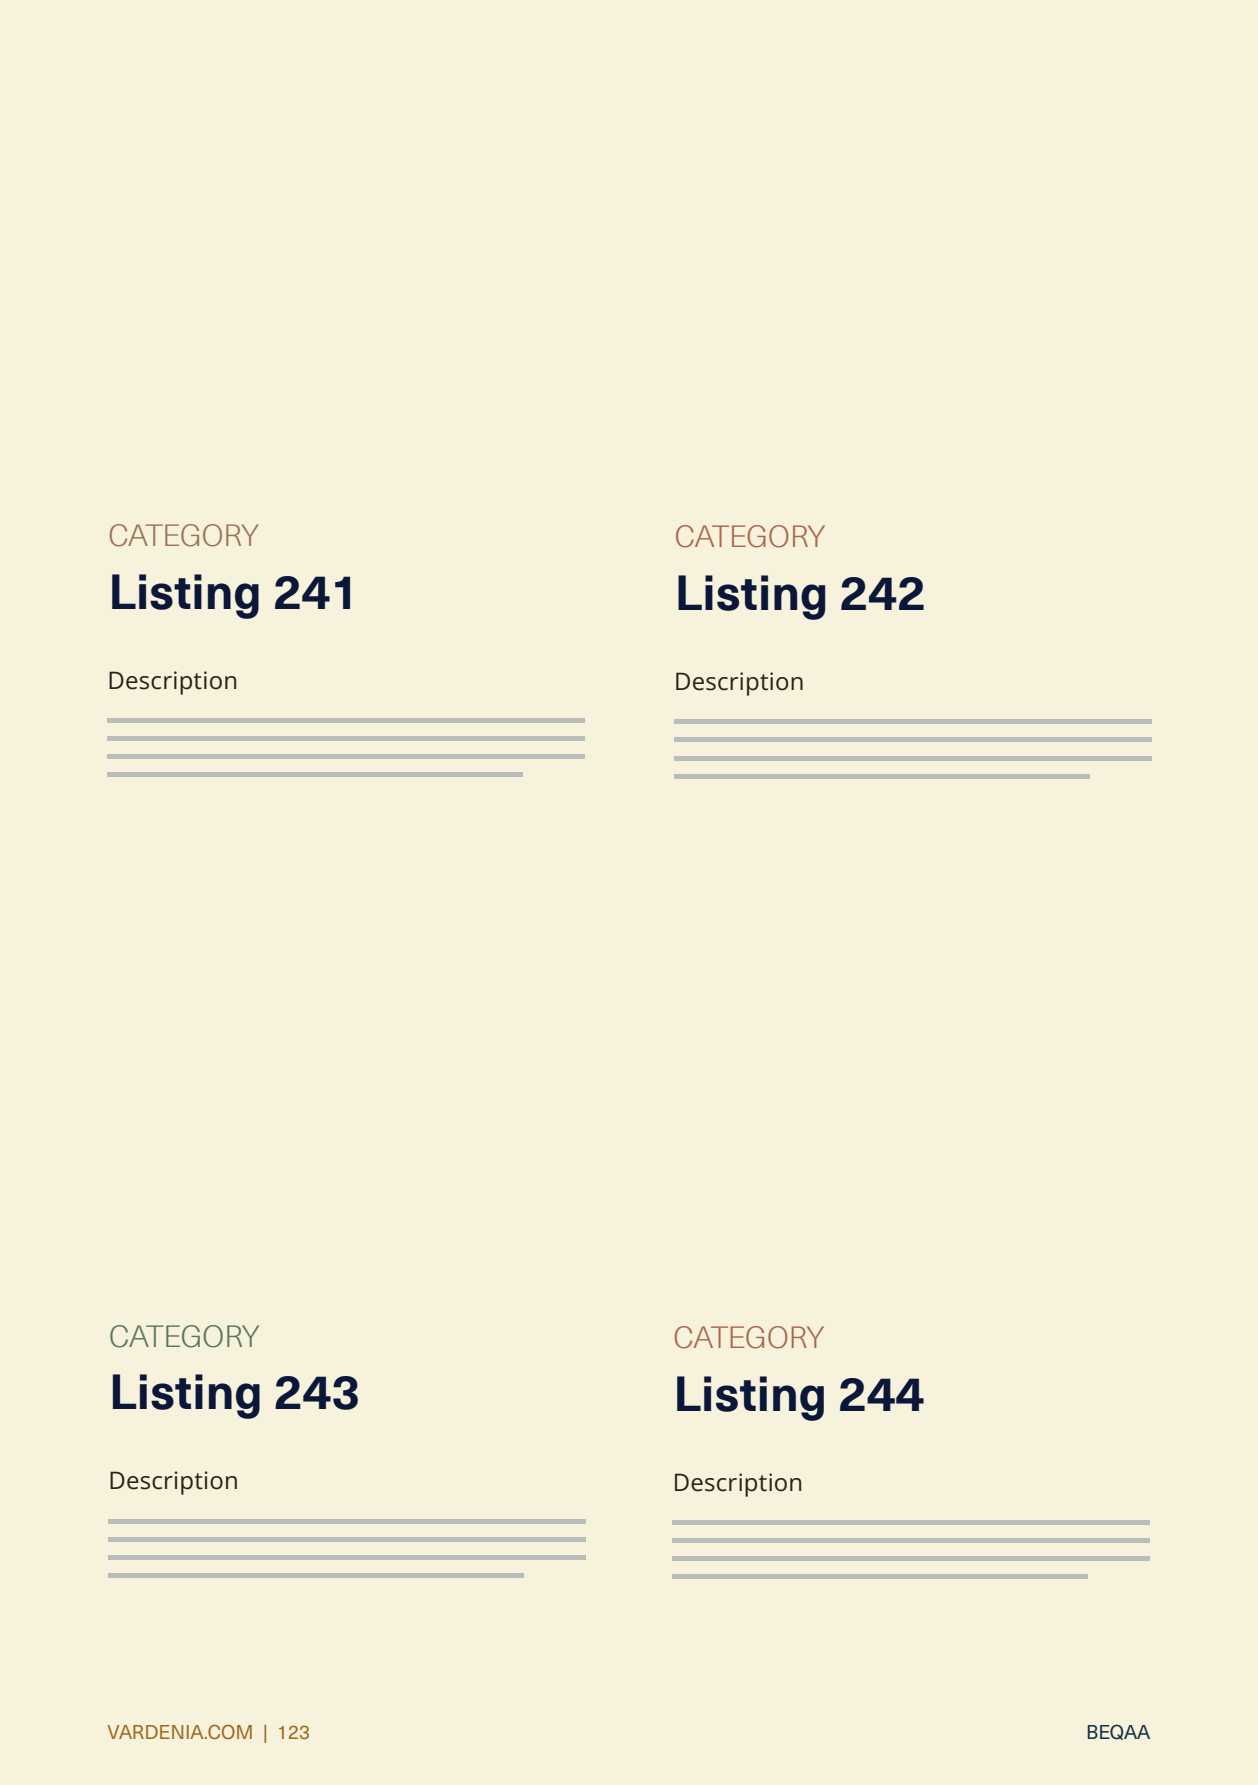 CATEGORY
Listing 241
Description
CATEGORY
Listing 242
Description
CATEGORY
Listing 243
Description
CATEGORY
Listing 244
Description
VARDENIA.COM | 123
BEQAA